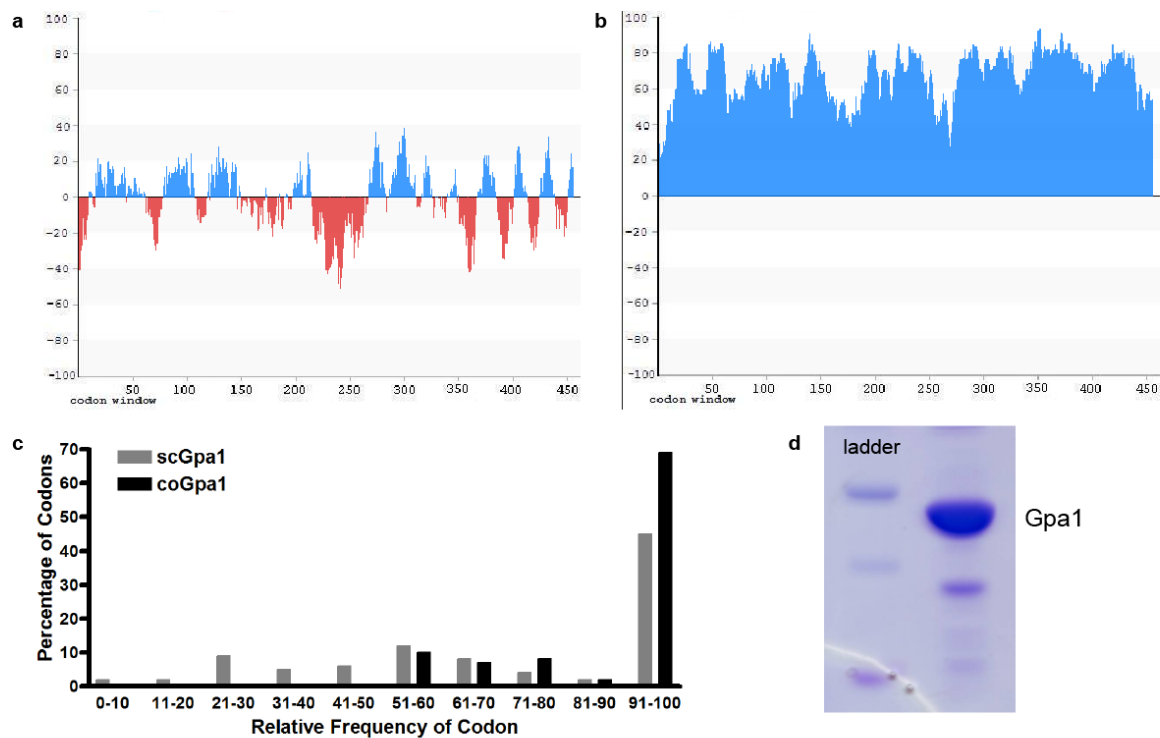 a
100
80
60
40
20
0
-20
-40
-60
-80
-100
50 100 150 200 250 300 350 400 450
codon window
b
100
80
60
40
20
0
-20
-40
-60
-80
-100
50 100 150 200 250 300 350 400 450
codon window
c
Percentage of Codons
70
60
50
40
30
20
10
0
scGpa1
coGpa1
0-10 11-20 21-30 31-40 41-50 51-60 61-70 71-80 81-90 91-100
Relative Frequency of Codon
d
ladder
Gpa1